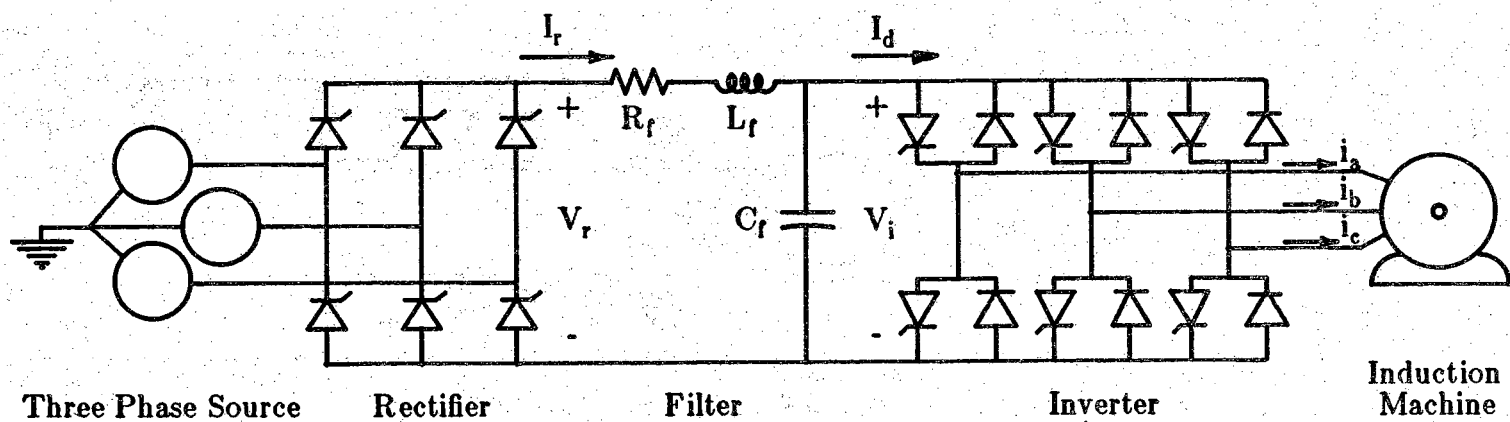 I_r
I_d
+
R_f
L_f
+
i_a
i_b
V_r
C_f
V_i
i_c
-
-
Three Phase Source
Rectifier
Filter
Inverter
Induction
Machine